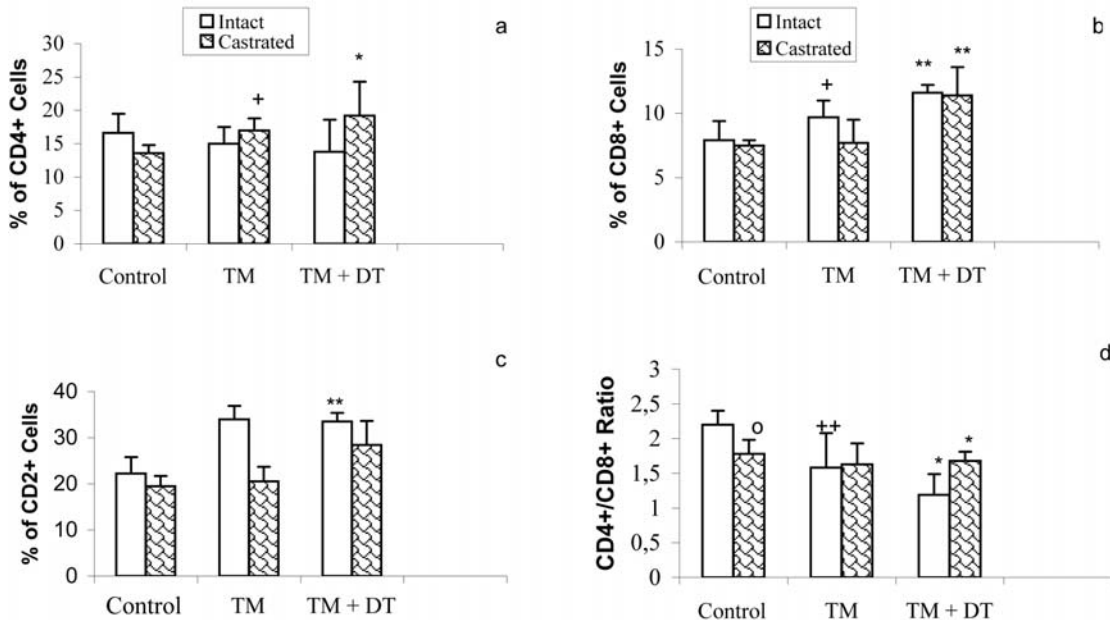 Intact
Castrated
a
% of CD4+ Cells
30
25
20
15
10
5
0
+
*
Control TM TM + DT
Intact
Castrated
b
% of CD8+ Cells
15
10
5
0
+
**
**
Control TM TM + DT
c
% of CD2+ Cells
40
30
20
10
0
**
Control TM TM + DT
d
CD4+/CD8+ Ratio
3
2,5
2
1,5
1
0,5
0
o
++
*
*
Control TM TM + DT